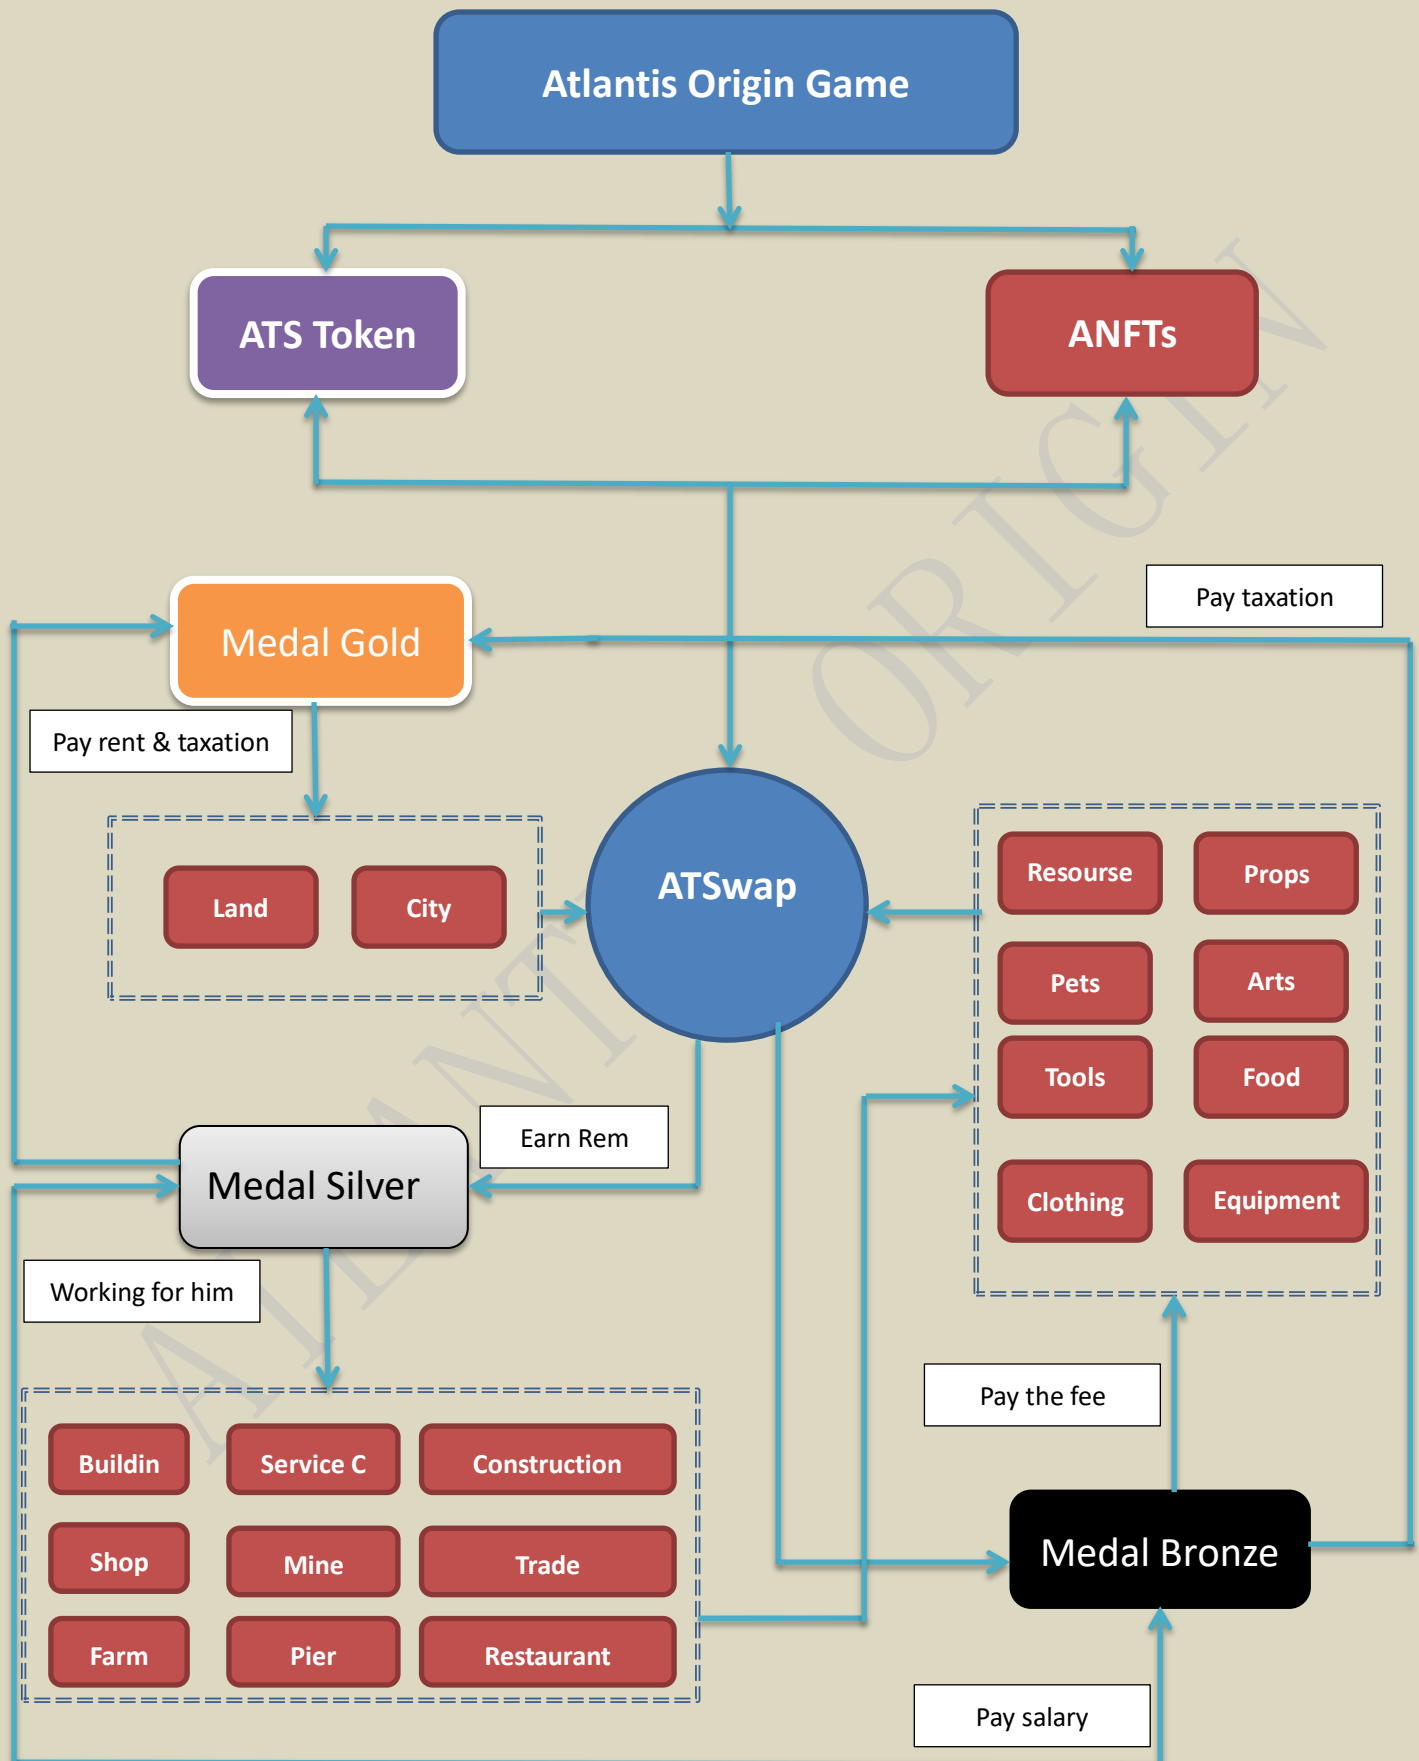 Atlantis Origin Game
ATS Token
ANFTs
Pay taxation
Medal Gold
Pay rent & taxation
ATSwap
Land
City
Resourse
Props
Pets
Arts
Tools
Food
Clothing
Equipment
Earn Rem
Medal Silver
Working for him
Pay the fee
Buildin
Service C
Construction
Shop
Mine
Trade
Farm
Pier
Restaurant
Medal Bronze
Pay salary
ATLANTIS ORIGIN